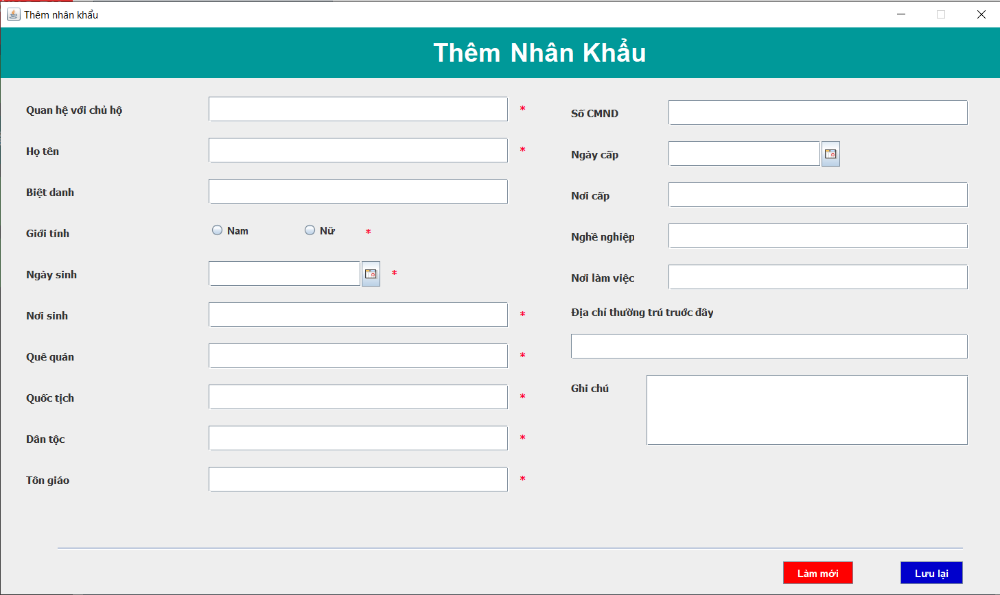 Thêm nhân khẩu
Thêm Nhân Khẩu
Quan hệ với chủ hộ *
Họ tên *
Biệt danh
Giới tính Nam Nữ *
Ngày sinh *
Nơi sinh *
Quê quán *
Quốc tịch *
Dân tộc *
Tôn giáo *
Số CMND
Ngày cấp
Nơi cấp
Nghề nghiệp
Nơi làm việc
Địa chỉ thường trú truớc đây
Ghi chú
Làm mới
Lưu lại